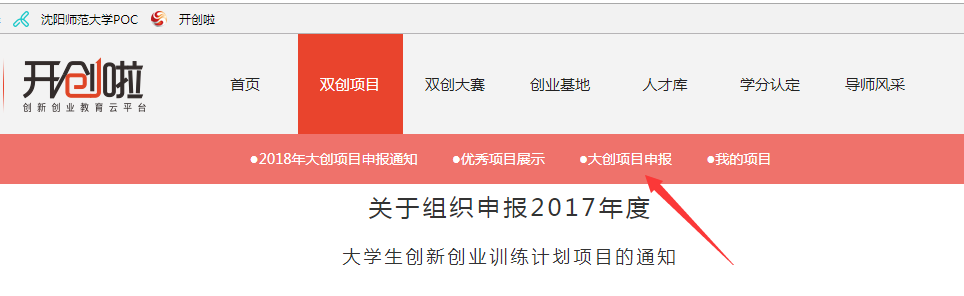 沈阳师范大学POC 开创啦
开创啦
创新创业教育云平台
首页 双创项目 双创大赛 创业基地 人才库 学分认定 导师风采
●2018年大创项目申报通知 ●优秀项目展示 ●大创项目申报 ●我的项目
关于组织申报2017年度
大学生创新创业训练计划项目的通知